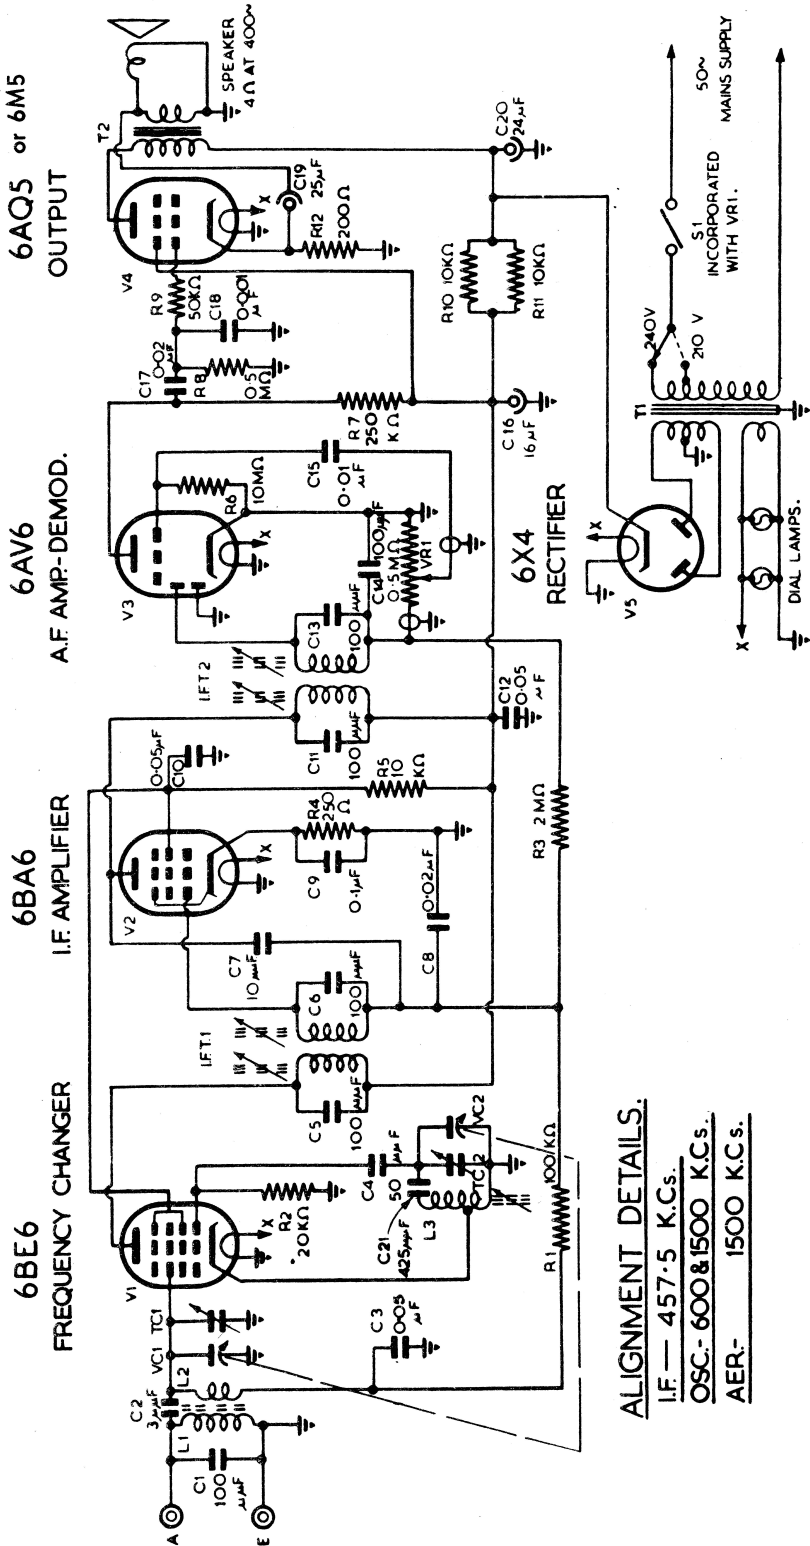 6BE6
FREQUENCY CHANGER
6BA6
I.F. AMPLIFIER
6AV6
A.F. AMP.-DEMOD.
6AQ5 or 6M5
OUTPUT
A
E
C1
100
μμF
L1
C2
3μμF
L2
VC1
TC1
V1
C3
0·05
μF
R2
20KΩ
X
C4
50 μμF
C21
425μμF
L3
TC2
VC2
R1 100KΩ
C5
100 μμF
I.F.T.1
C6
100 μμF
C7
10μμF
C8
0·02μF
V2
X
C9
0·1μF
R4
250
Ω
0·05μF
C10
R5
10
KΩ
C11
100 μμF
I.F.T.2
C13
100 μμF
C12
0·05
μF
R3 2MΩ
V3
X
R6
10MΩ
C14
100μμF
0·5MΩ
VR1
C15
0·01
μF
R7
250
KΩ
C16
16μF
C17
0·02
μF
R8
0·5
MΩ
R9
50KΩ
C18
0·001
μF
V4
X
R12
200Ω
C19
25μF
T2
SPEAKER
4Ω AT 400~
R10 10KΩ
R11 10KΩ
C20
24μF
6X4
RECTIFIER
V5
X
X
DIAL LAMPS.
T1
240V
210 V
S1
INCORPORATED
WITH VR1.
50~
MAINS SUPPLY
ALIGNMENT DETAILS.
I.F. — 457·5 K.Cs.
OSC.- 600&1500 K.Cs.
AER.- 1500 K.Cs.